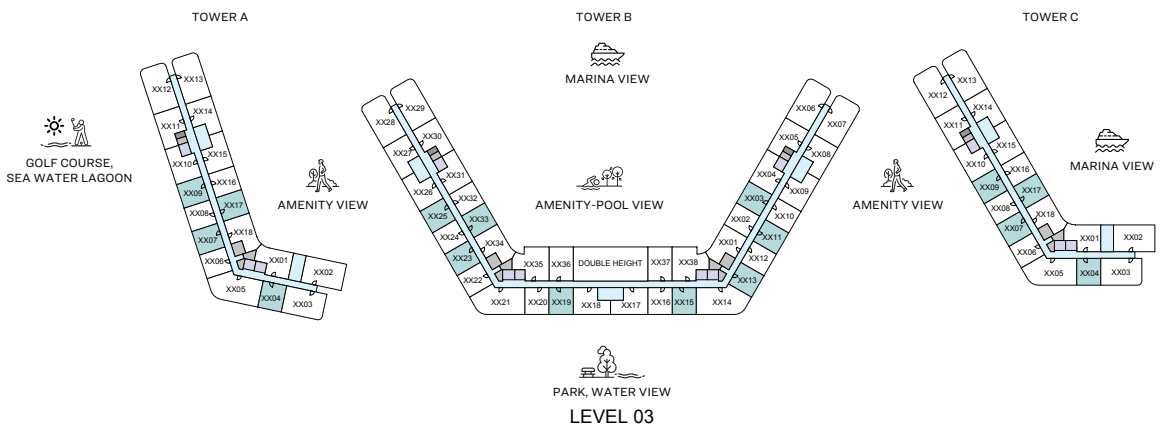 TOWER A
TOWER B
TOWER C
MARINA VIEW
GOLF COURSE,
SEA WATER LAGOON
AMENITY VIEW
AMENITY-POOL VIEW
AMENITY VIEW
MARINA VIEW
XX12
XX13
XX11
XX14
XX10
XX15
XX09
XX16
XX08
XX17
XX07
XX18
XX06
XX01
XX02
XX05
XX04
XX03
XX28
XX29
XX27
XX30
XX26
XX31
XX25
XX32
XX24
XX33
XX23
XX34
XX22
XX35
XX36
DOUBLE HEIGHT
XX37
XX38
XX21
XX20
XX19
XX18
XX17
XX16
XX15
XX14
XX06
XX07
XX05
XX08
XX04
XX09
XX03
XX10
XX02
XX11
XX01
XX12
XX13
XX12
XX13
XX11
XX14
XX10
XX15
XX09
XX16
XX08
XX17
XX07
XX18
XX06
XX01
XX02
XX05
XX04
XX03
PARK, WATER VIEW
LEVEL 03